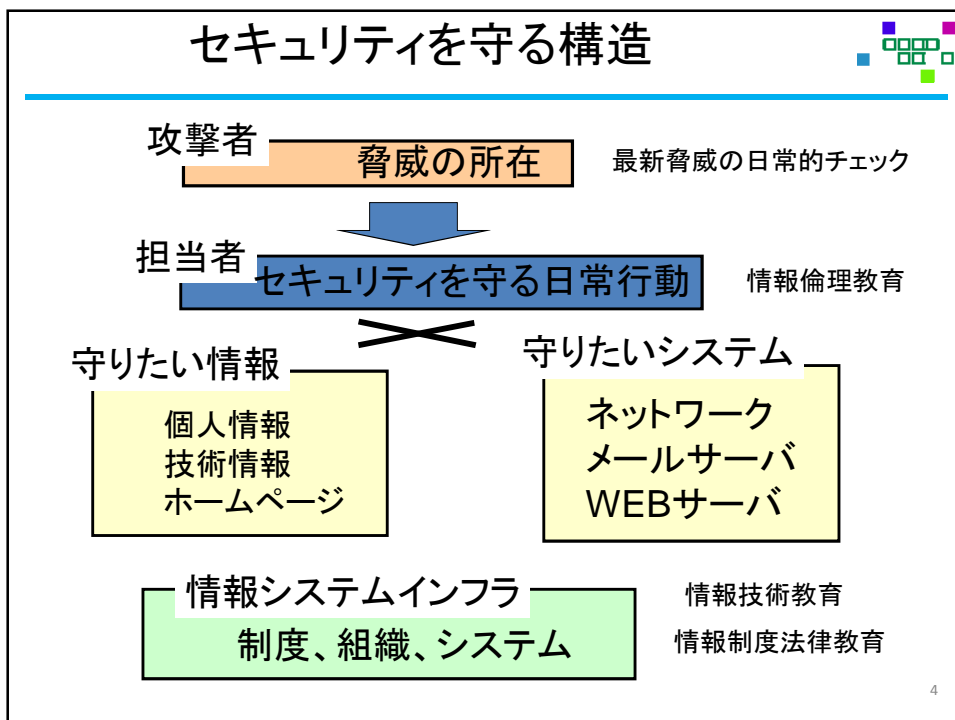 セキュリティを守る構造
攻撃者
脅威の所在
最新脅威の日常的チェック
担当者
セキュリティを守る日常行動
情報倫理教育
守りたい情報
個人情報
技術情報
ホームページ
守りたいシステム
ネットワーク
メールサーバ
WEBサーバ
情報システムインフラ
制度、組織、システム
情報技術教育
情報制度法律教育
4